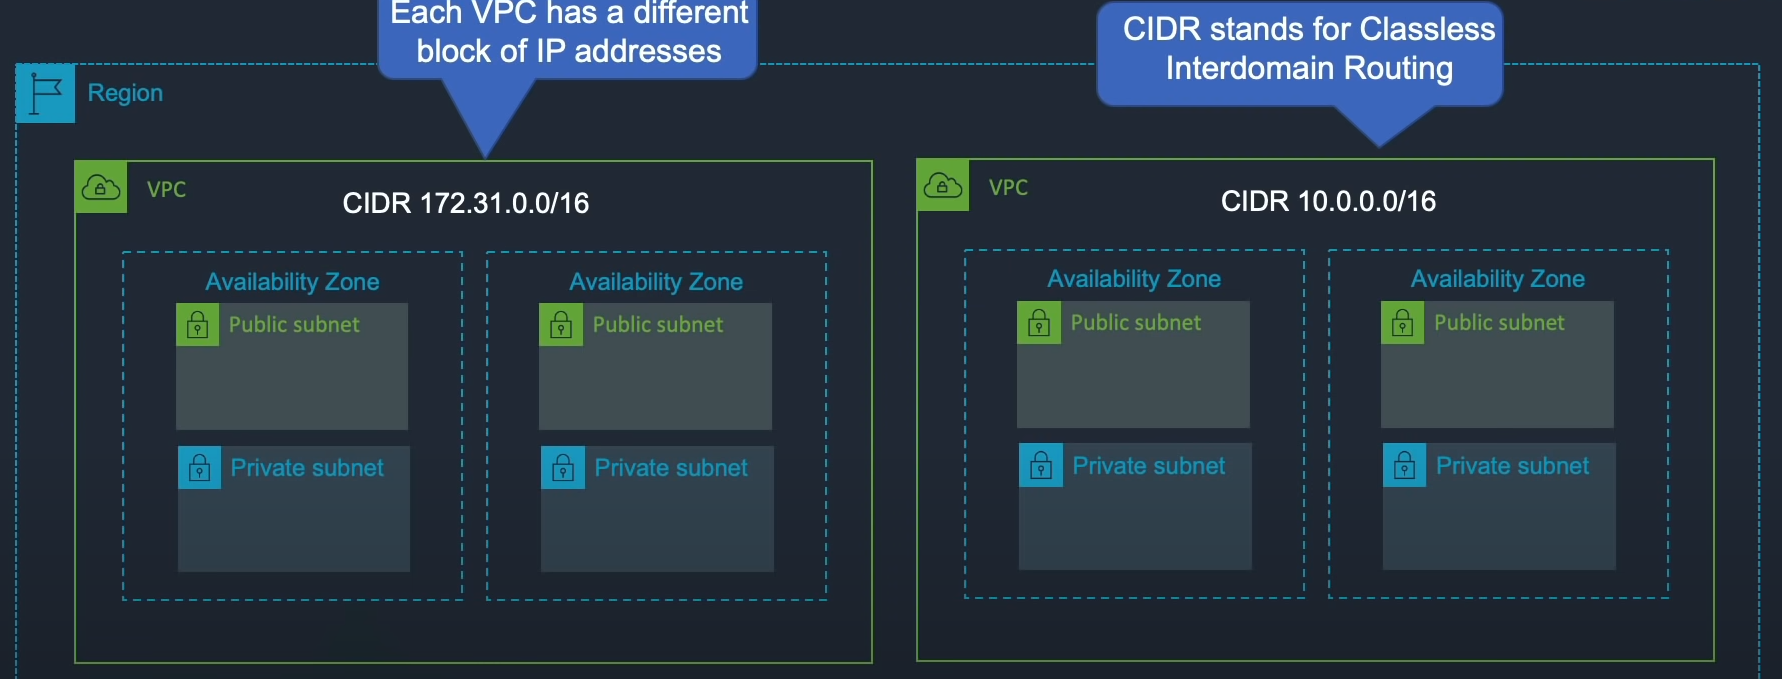 Each VPC has a different
block of IP addresses
CIDR stands for Classless
Interdomain Routing
Region
VPC
CIDR 172.31.0.0/16
Availability Zone
Public subnet
Private subnet
Availability Zone
Public subnet
Private subnet
VPC
CIDR 10.0.0.0/16
Availability Zone
Public subnet
Private subnet
Availability Zone
Public subnet
Private subnet